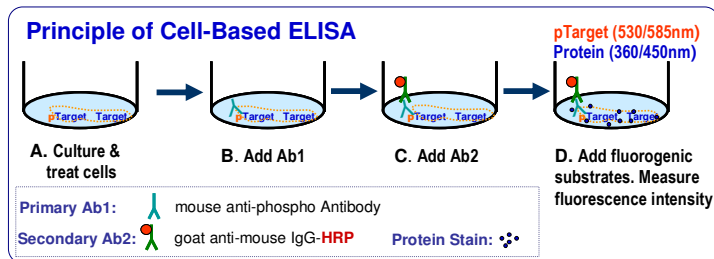 Principle of Cell-Based ELISA
pTarget (530/585nm)
Protein (360/450nm)
pTarget Target
pTarget Target
pTarget Target
pTarget Target
A. Culture &
treat cells
B. Add Ab1
C. Add Ab2
D. Add fluorogenic
substrates. Measure
fluorescence intensity
Primary Ab1: mouse anti-phospho Antibody
Secondary Ab2: goat anti-mouse IgG-HRP Protein Stain: